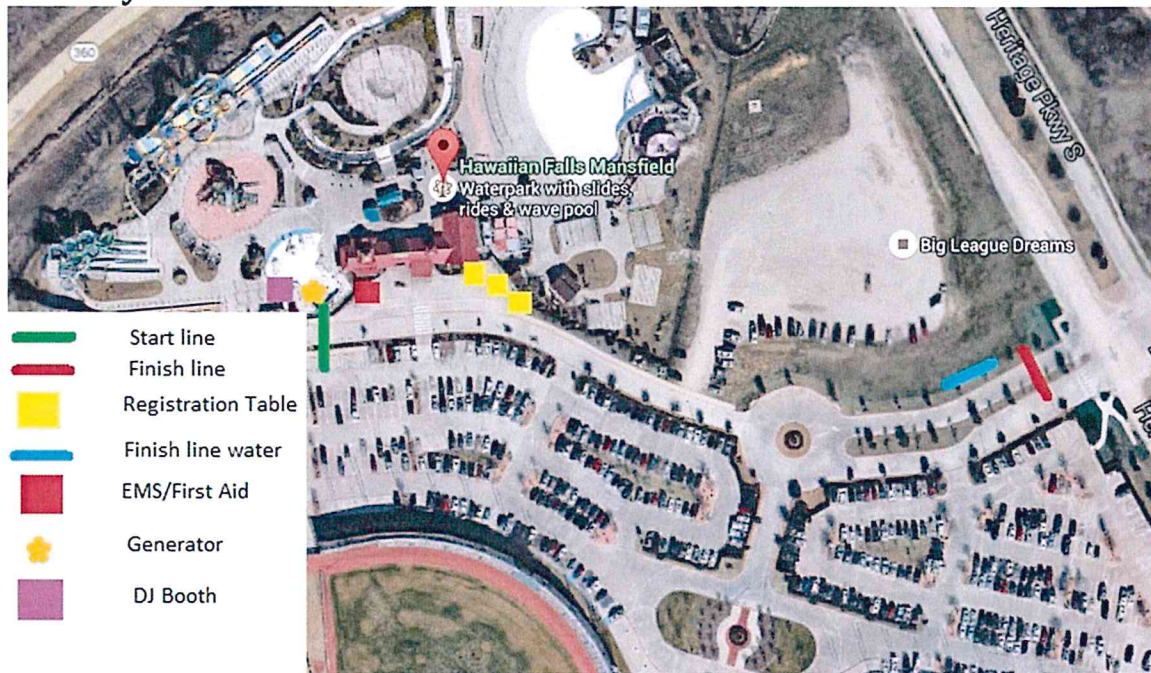 360
Heritage Pkwy S
Hawaiian Falls Mansfield
Waterpark with slides,
rides & wave pool
Big League Dreams
Start line
Finish line
Registration Table
Finish line water
EMS/First Aid
Generator
DJ Booth